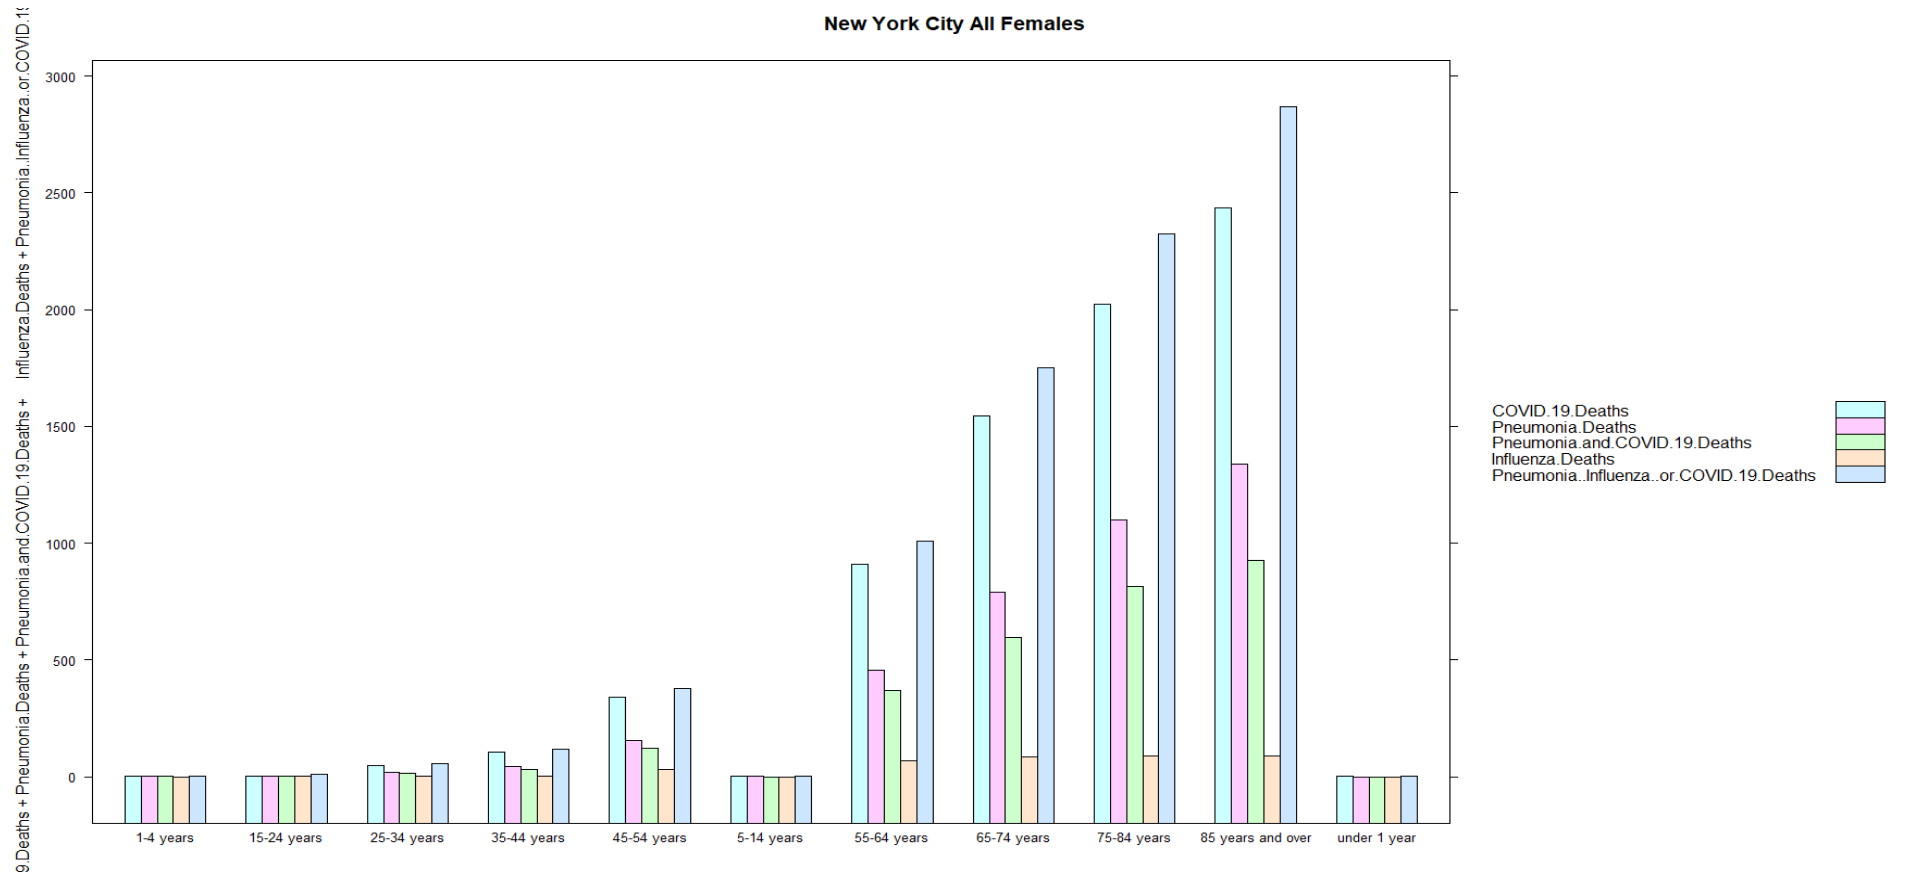 New York City All Females
9.Deaths + Pneumonia.Deaths + Pneumonia.and.COVID.19.Deaths +    Influenza.Deaths + Pneumonia..Influenza..or.COVID.19
3000
2500
2000
1500
1000
500
0
1-4 years
15-24 years
25-34 years
35-44 years
45-54 years
5-14 years
55-64 years
65-74 years
75-84 years
85 years and over
under 1 year
COVID.19.Deaths
Pneumonia.Deaths
Pneumonia.and.COVID.19.Deaths
Influenza.Deaths
Pneumonia..Influenza..or.COVID.19.Deaths